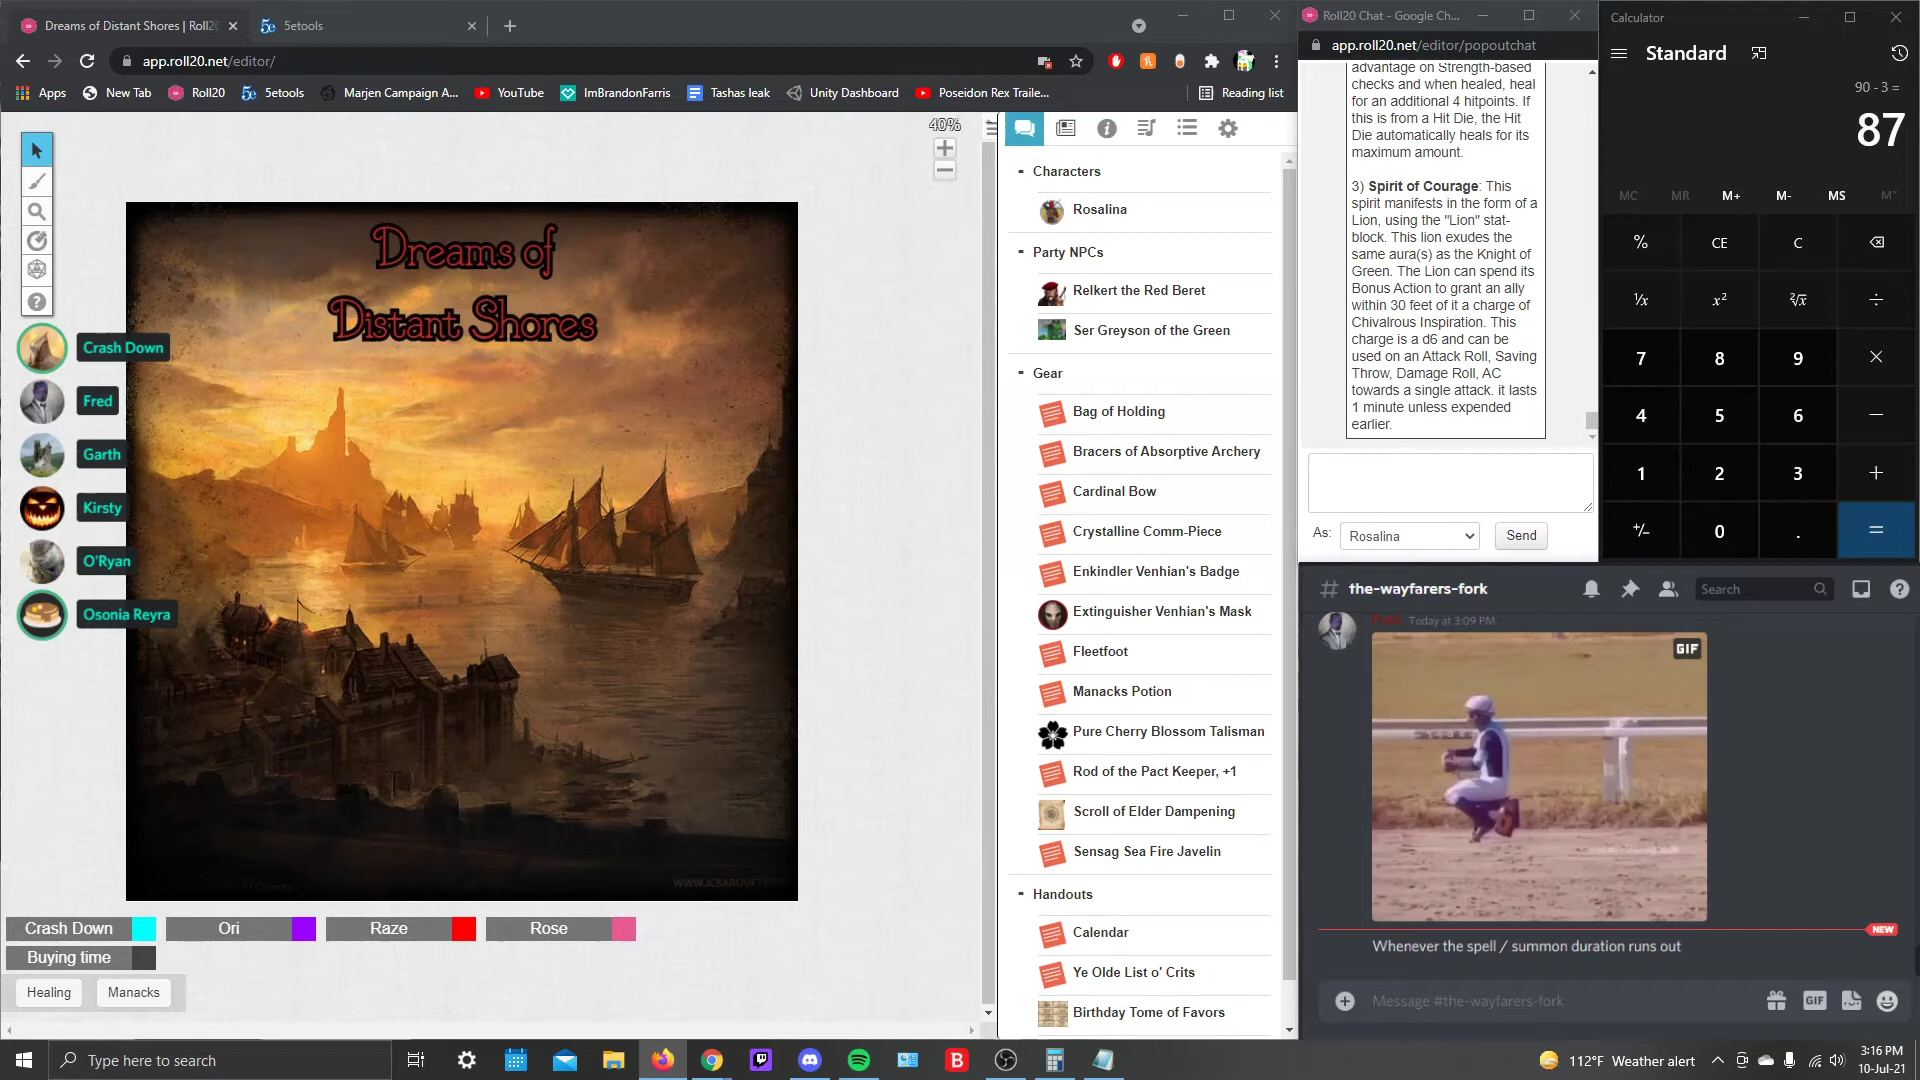 Dreams of Distant Shores | Roll20
5etools
app.roll20.net/editor/
Apps
New Tab
Roll20
5etools
Marjen Campaign A...
YouTube
ImBrandonFarris
Tashas leak
Unity Dashboard
Poseidon Rex Traile...
Reading list
40%
Dreams of
Distant Shores
Crash Down
Fred
Garth
Kirsty
O'Ryan
Osonia Reyra
Crash Down
Ori
Raze
Rose
Buying time
Healing
Manacks
Characters
Rosalina
Party NPCs
Relkert the Red Beret
Ser Greyson of the Green
Gear
Bag of Holding
Bracers of Absorptive Archery
Cardinal Bow
Crystalline Comm-Piece
Enkindler Venhian's Badge
Extinguisher Venhian's Mask
Fleetfoot
Manacks Potion
Pure Cherry Blossom Talisman
Rod of the Pact Keeper, +1
Scroll of Elder Dampening
Sensag Sea Fire Javelin
Handouts
Calendar
Ye Olde List o' Crits
Birthday Tome of Favors
Roll20 Chat - Google Ch...
app.roll20.net/editor/popoutchat
advantage on Strength-based
checks and when healed, heal
for an additional 4 hitpoints. If
this is from a Hit Die, the Hit
Die automatically heals for its
maximum amount.
3) Spirit of Courage: This
spirit manifests in the form of a
Lion, using the "Lion" stat-
block. This lion exudes the
same aura(s) as the Knight of
Green. The Lion can spend its
Bonus Action to grant an ally
within 30 feet of it a charge of
Chivalrous Inspiration. This
charge is a d6 and can be
used on an Attack Roll, Saving
Throw, Damage Roll, AC
towards a single attack. it lasts
1 minute unless expended
earlier.
As:
Rosalina
Send
Calculator
Standard
90 - 3 =
87
MC MR M+ M- MS M˅
% CE C
¹/x x² ²√x ÷
7 8 9 ×
4 5 6 −
1 2 3 +
+/- 0 . =
# the-wayfarers-fork
Search
Fred Today at 3:09 PM
GIF
NEW
Whenever the spell / summon duration runs out
Message #the-wayfarers-fork
GIF
Type here to search
112°F Weather alert
3:16 PM
10-Jul-21